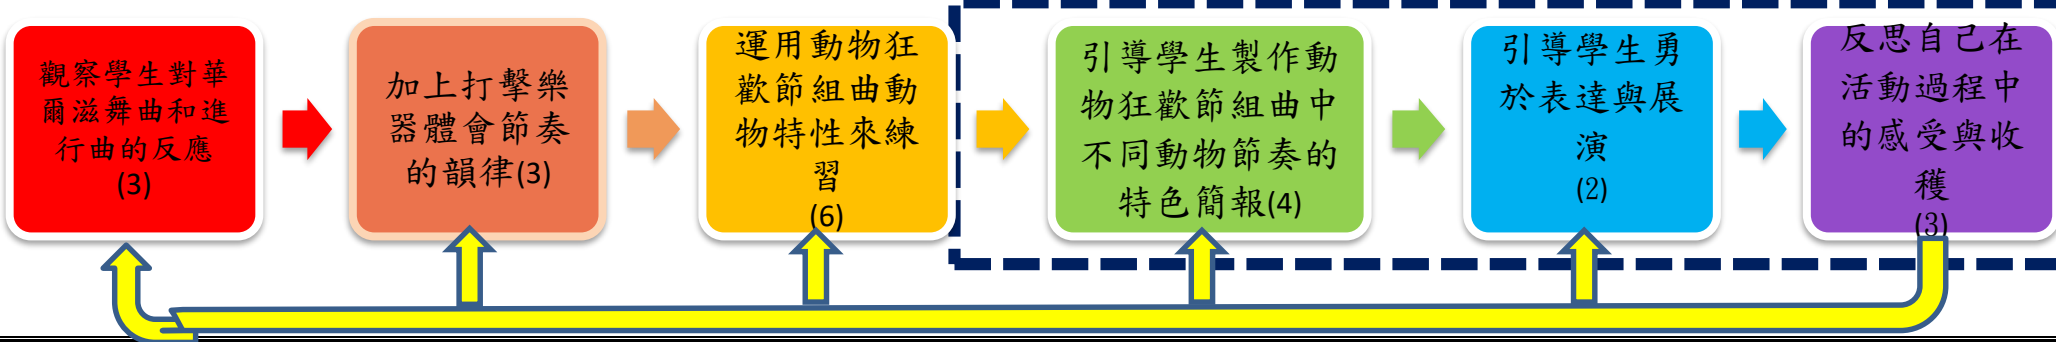 觀察學生對華
爾滋舞曲和進
行曲的反應
(3)
加上打擊樂
器體會節奏
的韻律(3)
運用動物狂
歡節組曲動
物特性來練
習
(6)
引導學生製作動
物狂歡節組曲中
不同動物節奏的
特色簡報(4)
引導學生勇
於表達與展
演
(2)
反思自己在
活動過程中
的感受與收
穫
(3)